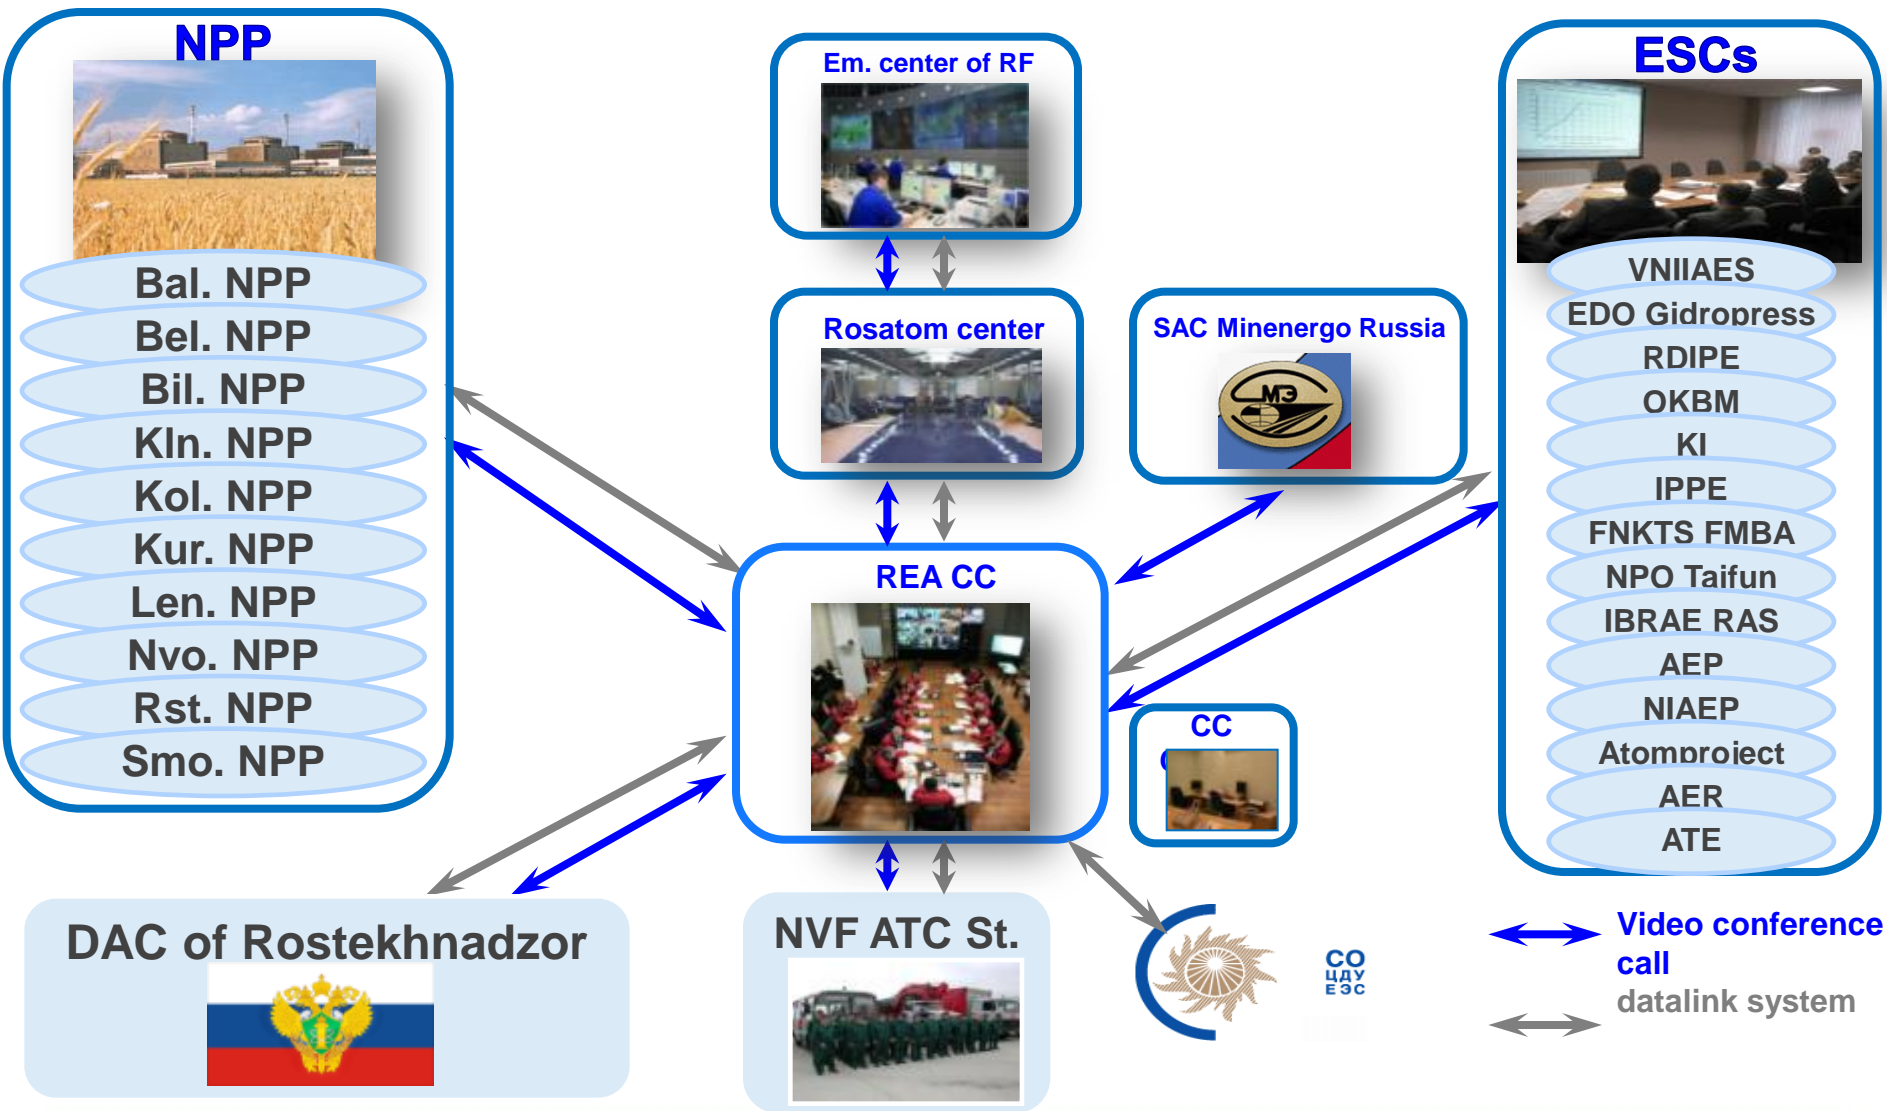 NPP
Bal. NPP
Bel. NPP
Bil. NPP
Kln. NPP
Kol. NPP
Kur. NPP
Len. NPP
Nvo. NPP
Rst. NPP
Smo. NPP
Em. center of RF
Rosatom center
SAC Minenergo Russia
МЭ
REA CC
CC
ESCs
VNIIAES
EDO Gidropress
RDIPE
OKBM
KI
IPPE
FNKTS FMBA
NPO Taifun
IBRAE RAS
AEP
NIAEP
Atomproject
AER
ATE
DAC of Rostekhnadzor
NVF ATC St.
СО
ЦДУ
ЕЭС
Video conference
call
datalink system